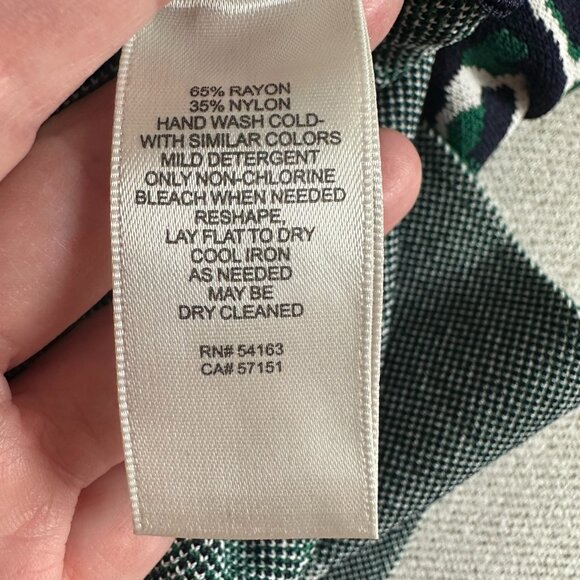 65% RAYON
35% NYLON
HAND WASH COLD-
WITH SIMILAR COLORS
MILD DETERGENT
ONLY NON-CHLORINE
BLEACH WHEN NEEDED
RESHAPE.
LAY FLAT TO DRY
COOL IRON
AS NEEDED
MAY BE
DRY CLEANED
RN# 54163
CA# 57151